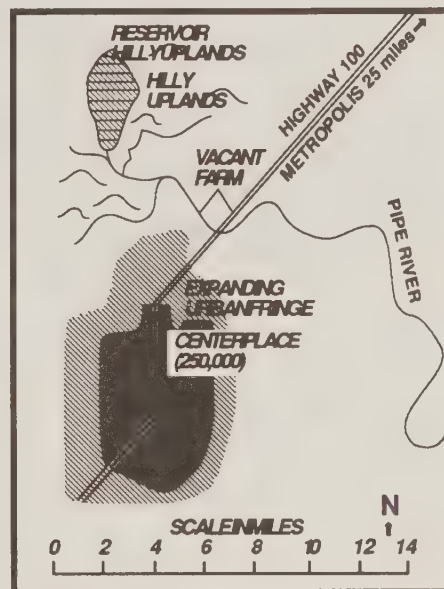 RESERVOIR
HILLYUPLANDS
HILLY
UPLANDS
HIGHWAY 100
METROPOLIS 25 miles
VACANT
FARM
PIPE RIVER
EXPANDING
URBANFRINGE
CENTERPLACE
(250,000)
N
SCALEINMILES
0 2 4 6 8 10 12 14